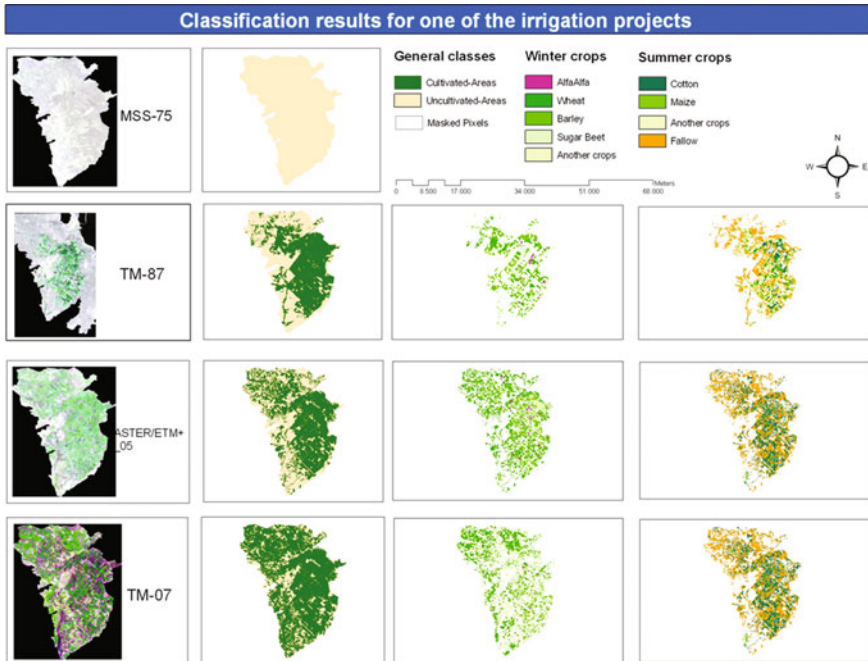 Classification results for one of the irrigation projects
MSS-75
General classes
Cultivated-Areas
Uncultivated-Areas
Masked Pixels
Winter crops
AlfaAlfa
Wheat
Barley
Sugar Beet
Another crops
Summer crops
Cotton
Maize
Another crops
Fallow
Meters
0 8 500 17 000 34 000 51 000 68 000
N
W E
S
TM-87
ASTER/ETM+
_05
TM-07